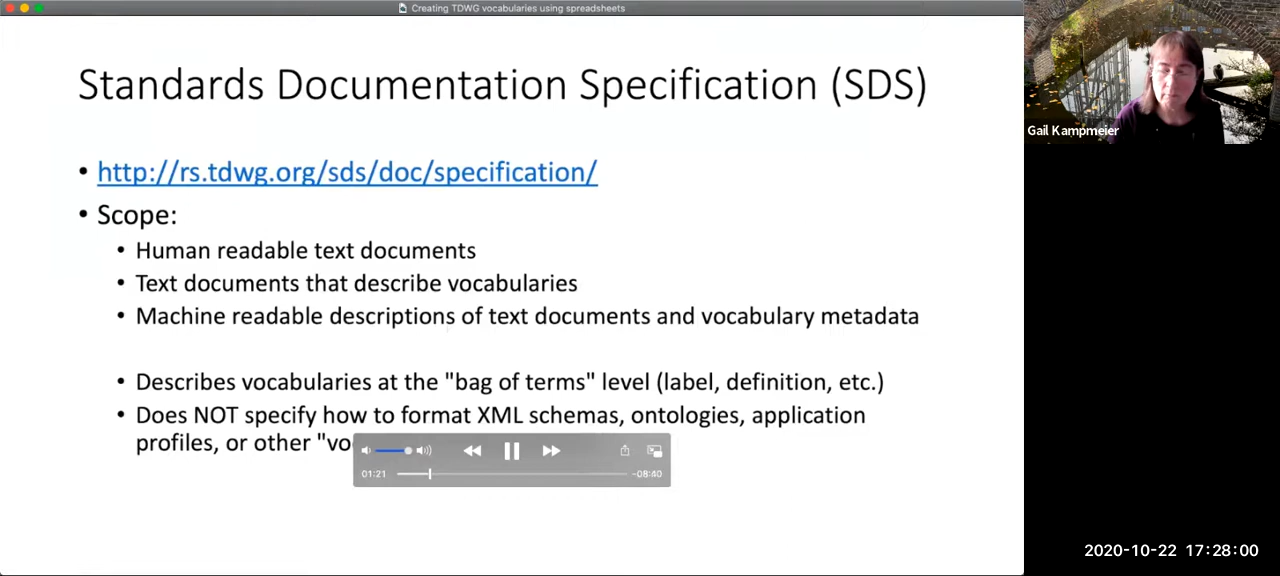 Creating TDWG vocabularies using spreadsheets
Standards Documentation Specification (SDS)
• http://rs.tdwg.org/sds/doc/specification/
• Scope:
• Human readable text documents
• Text documents that describe vocabularies
• Machine readable descriptions of text documents and vocabulary metadata
• Describes vocabularies at the "bag of terms" level (label, definition, etc.)
• Does NOT specify how to format XML schemas, ontologies, application
profiles, or other "vo
01:21
-08:40
Gail Kampmeier
2020-10-22 17:28:00